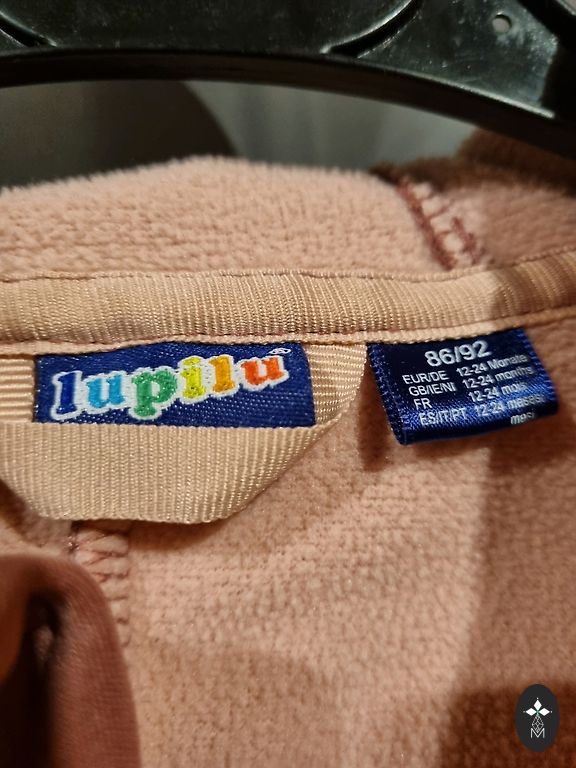 lupilu®
86/92
EUR/DE 12-24 Monate
GB/IE/NI 12-24 months
FR 12-24 mois
ES/IT/PT 12-24 meses/
mesi
M